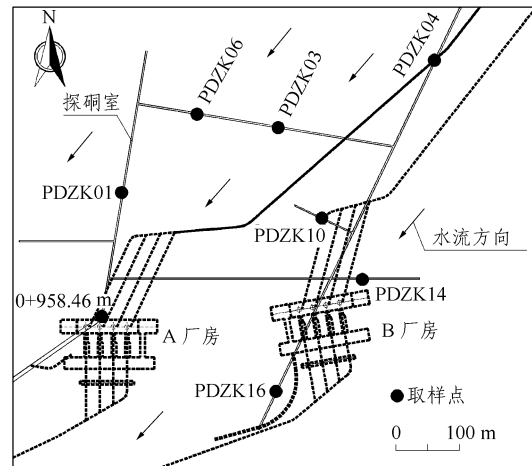 N
PDZK06
PDZK03
PDZK04
探硐室
PDZK01
PDZK10
水流方向
PDZK14
0+958.46 m
A 厂房
B 厂房
PDZK16
取样点
0 100 m